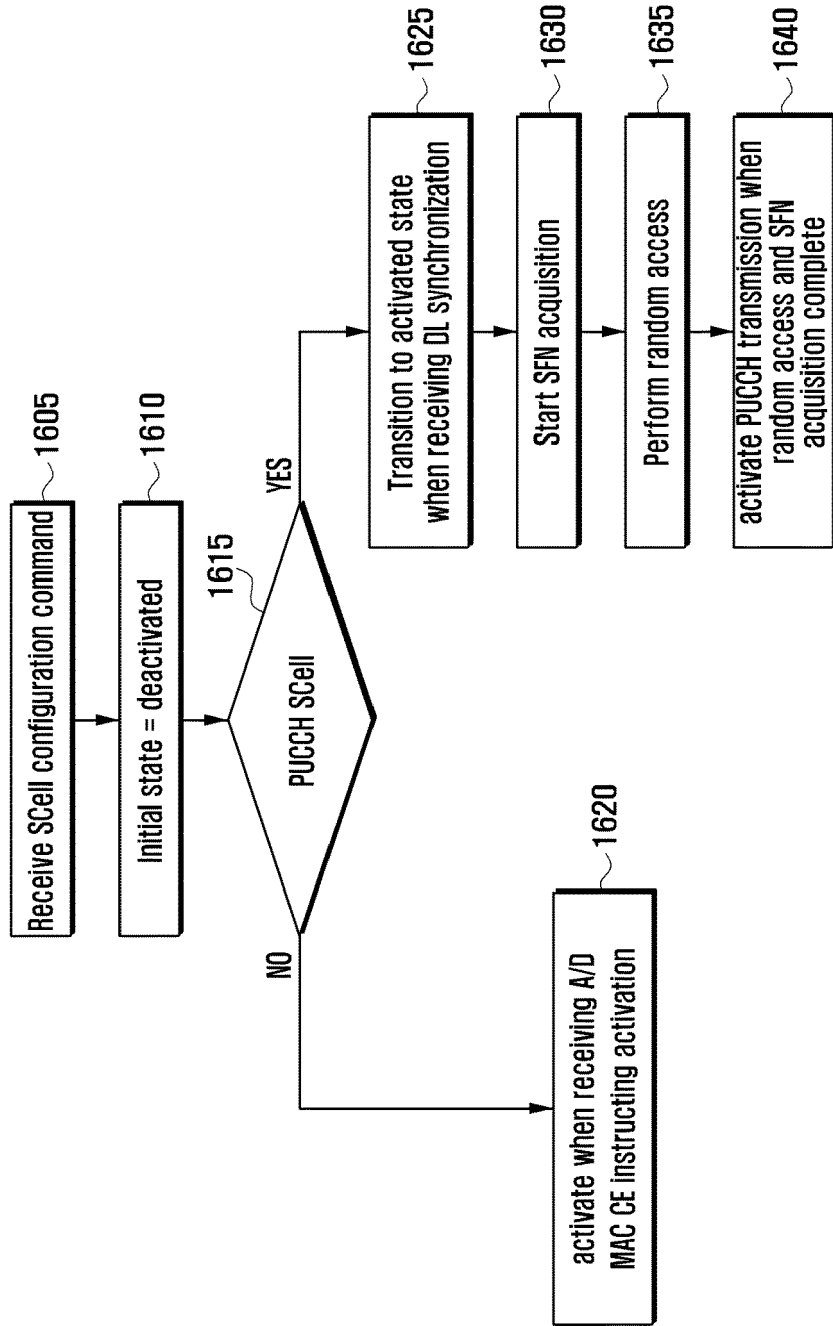 Receive SCell configuration command
1605
Initial state = deactivated
1610
PUCCH SCell
1615
NO
YES
activate when receiving A/D
MAC CE instructing activation
1620
Transition to activated state
when receiving DL synchronization
1625
Start SFN acquisition
1630
Perform random access
1635
activate PUCCH transmission when
random access and SFN
acquisition complete
1640